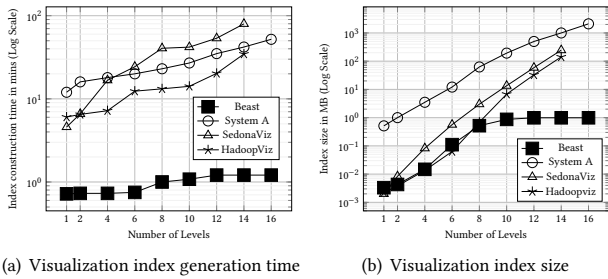 Index construction time in mins (Log Scale)
10²
10¹
10⁰
Beast
System A
SedonaViz
HadoopViz
1 2 4 6 8 10 12 14 16
Number of Levels
(a) Visualization index generation time
Index size in MB (Log Scale)
10³
10²
10¹
10⁰
10⁻¹
10⁻²
10⁻³
Beast
System A
SedonaViz
Hadoopviz
1 2 4 6 8 10 12 14 16
Number of Levels
(b) Visualization index size